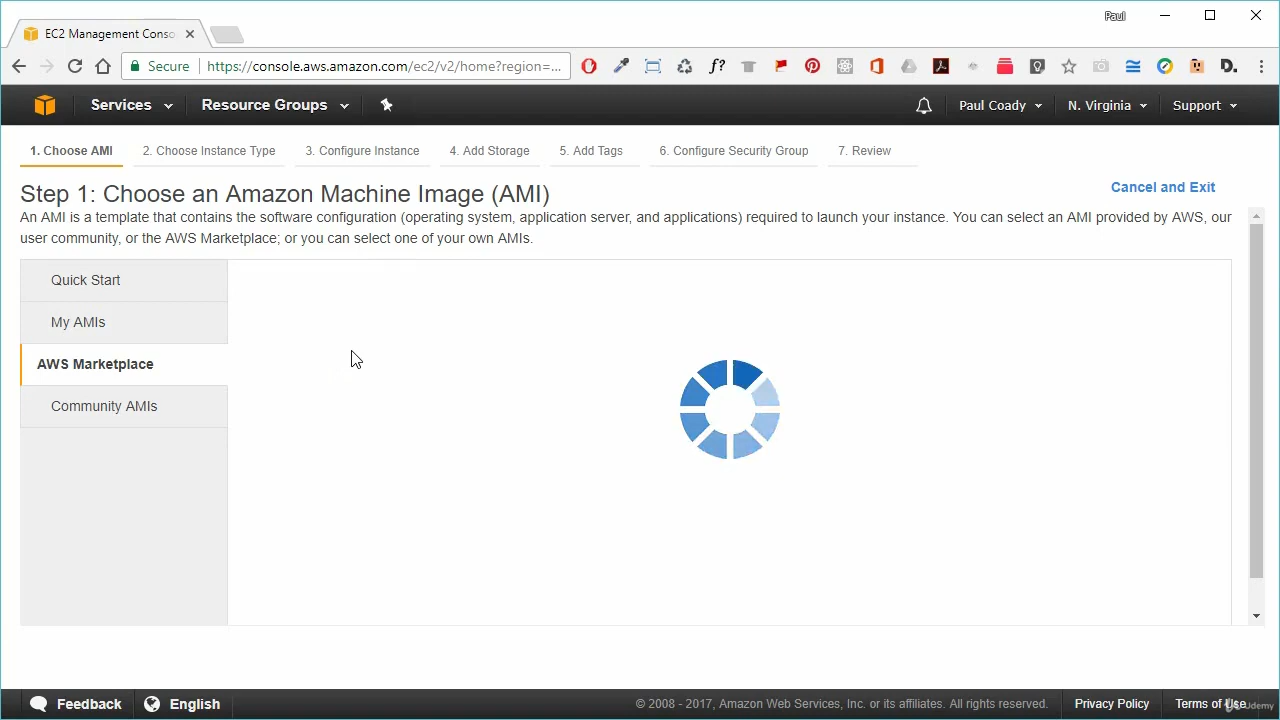 Paul
EC2 Management Conso
Secure https://console.aws.amazon.com/ec2/v2/home?region=...
f?
D.
Services Resource Groups Paul Coady N. Virginia Support
1. Choose AMI 2. Choose Instance Type 3. Configure Instance 4. Add Storage 5. Add Tags 6. Configure Security Group 7. Review
Step 1: Choose an Amazon Machine Image (AMI) Cancel and Exit
An AMI is a template that contains the software configuration (operating system, application server, and applications) required to launch your instance. You can select an AMI provided by AWS, our
user community, or the AWS Marketplace; or you can select one of your own AMIs.
Quick Start
My AMIs
AWS Marketplace
Community AMIs
Feedback English © 2008 - 2017, Amazon Web Services, Inc. or its affiliates. All rights reserved. Privacy Policy Terms of Use
Udemy